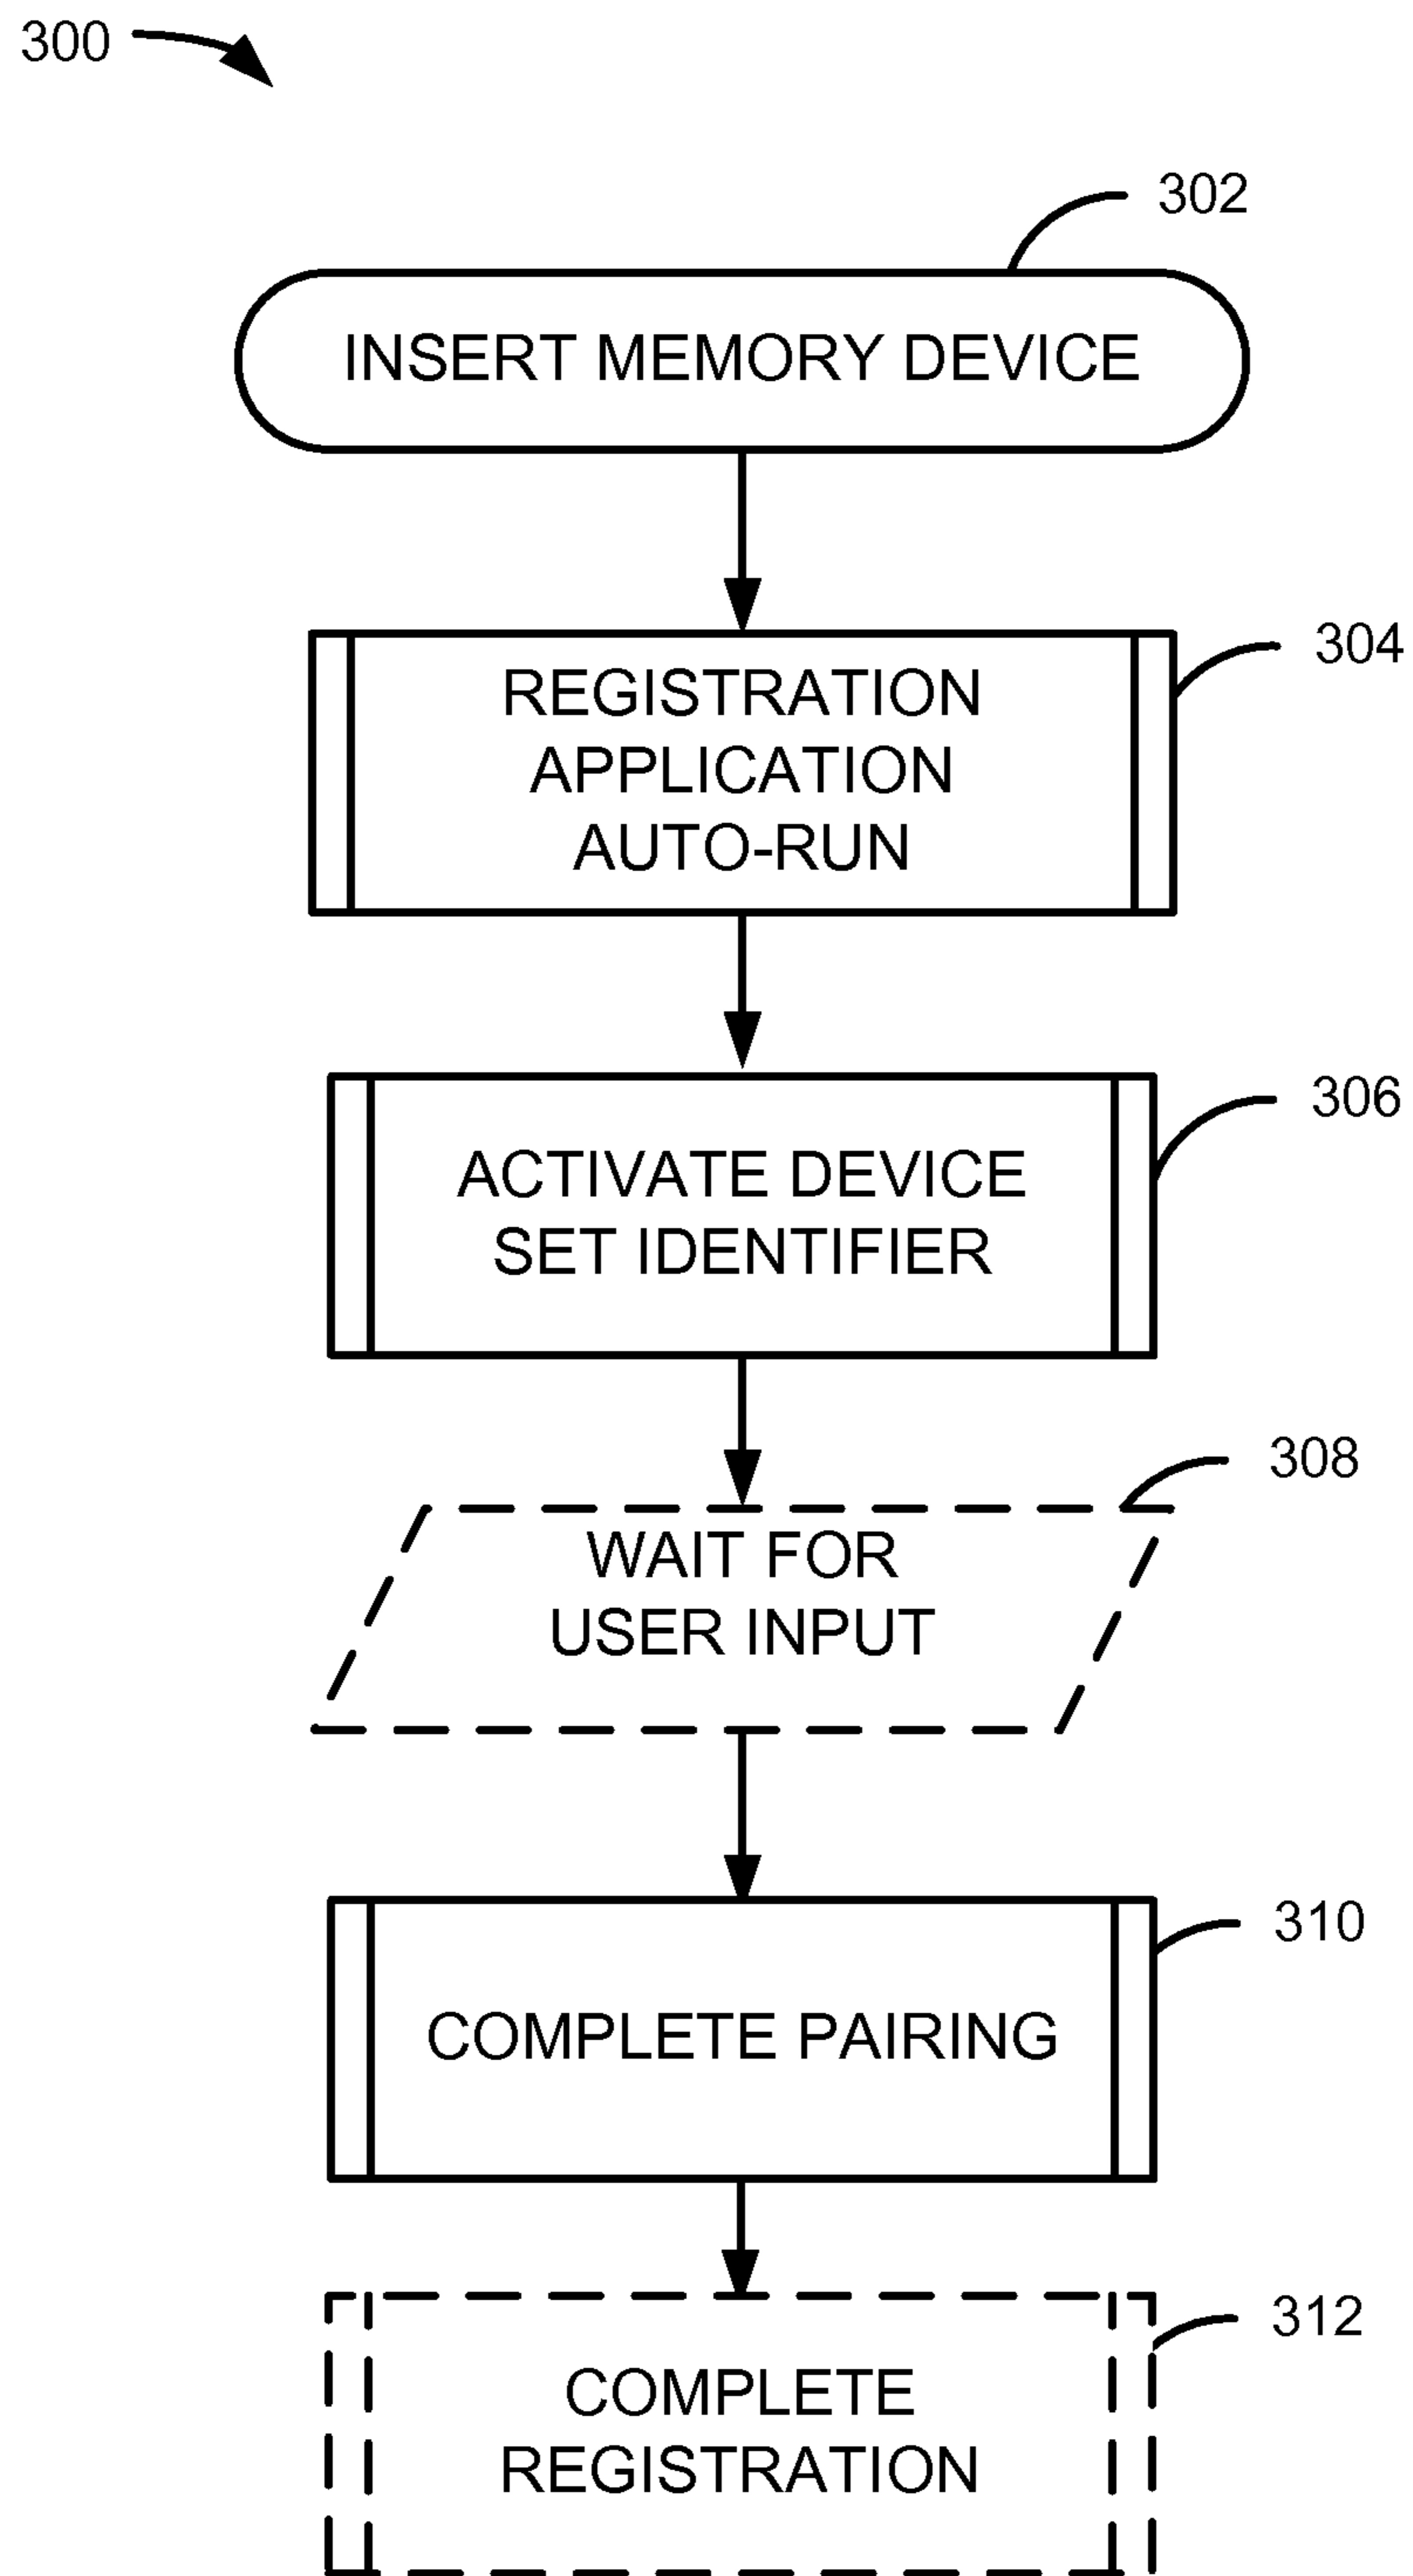 300
302
INSERT MEMORY DEVICE
304
REGISTRATION
APPLICATION
AUTO-RUN
306
ACTIVATE DEVICE
SET IDENTIFIER
308
WAIT FOR
USER INPUT
310
COMPLETE PAIRING
312
COMPLETE
REGISTRATION